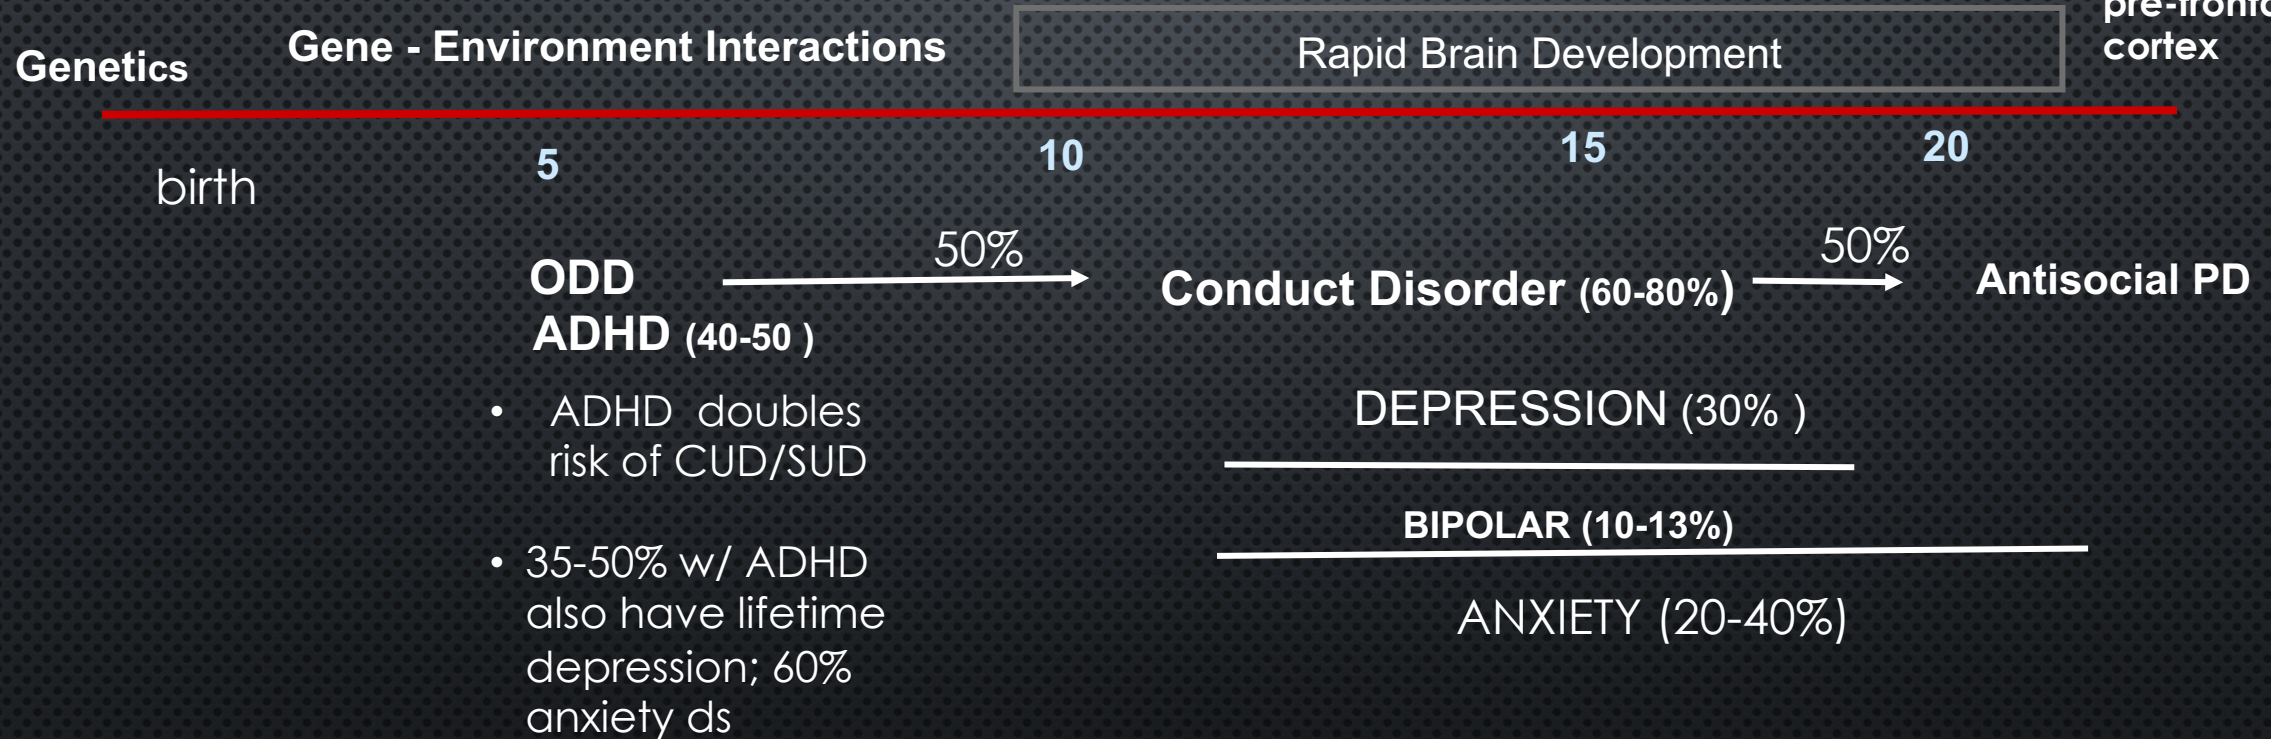 Genetics
Gene - Environment Interactions
Rapid Brain Development
cortex
birth
5
10
15
20
ODD
50%
Conduct Disorder (60-80%)
50%
Antisocial PD
ADHD (40-50 )
• ADHD doubles
risk of CUD/SUD
• 35-50% w/ ADHD
also have lifetime
depression; 60%
anxiety ds
DEPRESSION (30% )
BIPOLAR (10-13%)
ANXIETY (20-40%)